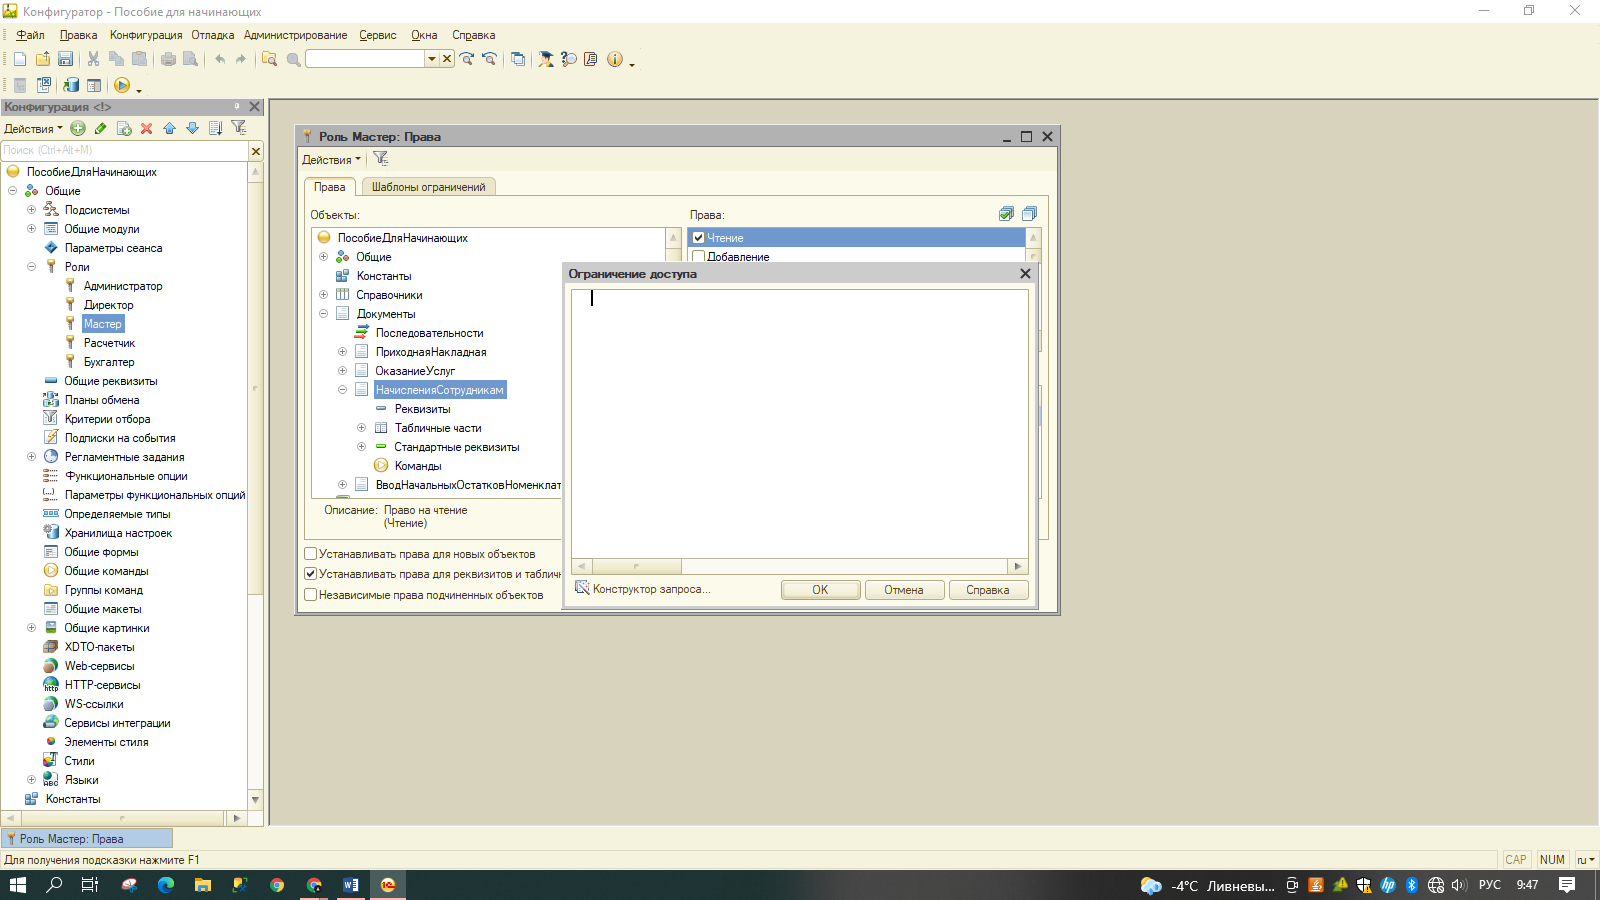 Конфигуратор - Пособие для начинающих
Файл Правка Конфигурация Отладка Администрирование Сервис Окна Справка
Конфигурация <!>
Действия
Поиск (Ctrl+Alt+M)
ПособиеДляНачинающих
Общие
Подсистемы
Общие модули
Параметры сеанса
Роли
Администратор
Директор
Мастер
Расчетчик
Бухгалтер
Общие реквизиты
Планы обмена
Критерии отбора
Подписки на события
Регламентные задания
Функциональные опции
Параметры функциональных опций
Определяемые типы
Хранилища настроек
Общие формы
Общие команды
Группы команд
Общие макеты
Общие картинки
XDTO-пакеты
Web-сервисы
HTTP-сервисы
WS-ссылки
Сервисы интеграции
Элементы стиля
Стили
Языки
Константы
Роль Мастер: Права
Действия
Права Шаблоны ограничений
Объекты:
ПособиеДляНачинающих
Общие
Константы
Справочники
Документы
Последовательности
ПриходнаяНакладная
ОказаниеУслуг
НачисленияСотрудникам
Реквизиты
Табличные части
Стандартные реквизиты
Команды
ВводНачальныхОстатковНоменклат
Описание: Право на чтение
(Чтение)
Устанавливать права для новых объектов
Устанавливать права для реквизитов и табличн
Независимые права подчиненных объектов
Права:
Чтение
Добавление
Ограничение доступа
Конструктор запроса...
OK Отмена Справка
Роль Мастер: Права
Для получения подсказки нажмите F1
CAP NUM ru
-4°C Ливневы... РУС 9:47